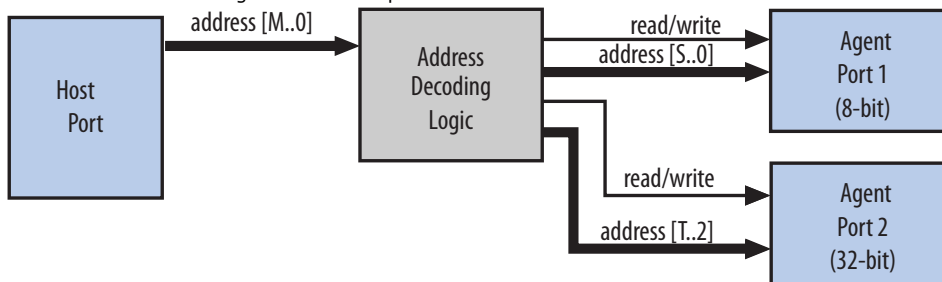 address [M..0]
read/write
address [S..0]
Host
Port
Address
Decoding
Logic
Agent
Port 1
(8-bit)
read/write
address [T..2]
Agent
Port 2
(32-bit)